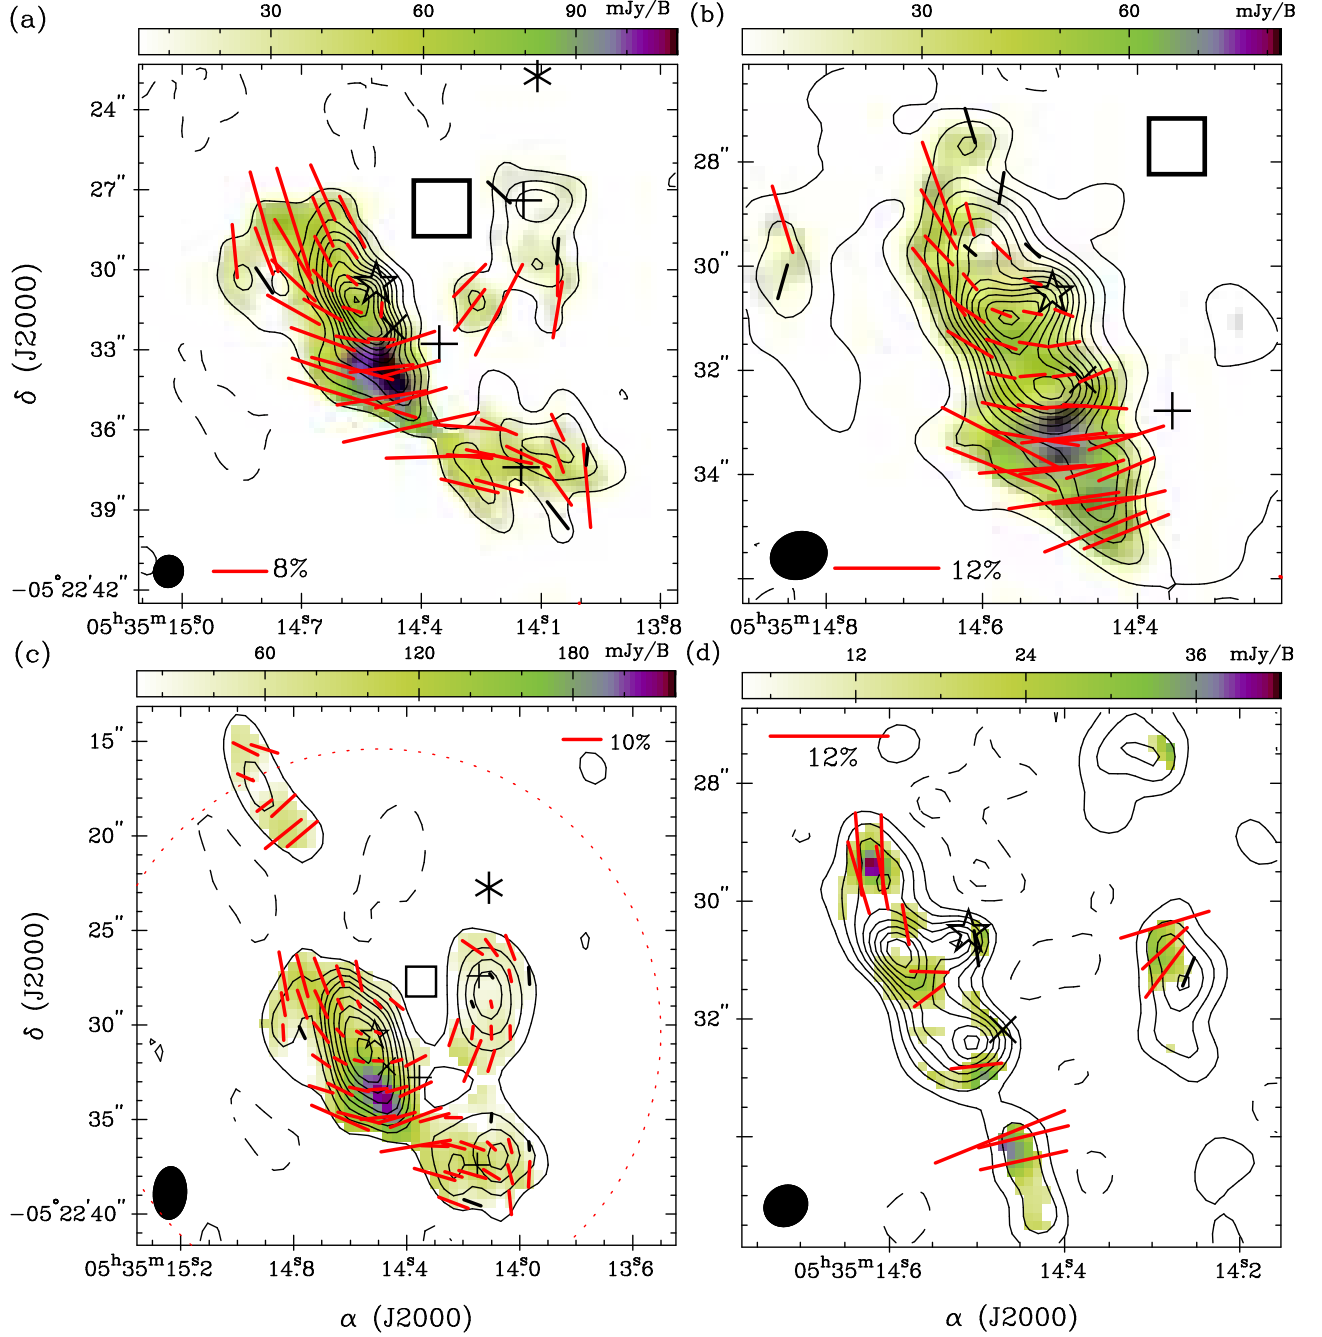 (a)
30 60 90 mJy/B
24″
27″
30″
33″
36″
39″
−05°22′42″
δ (J2000)
8%
05ʰ35ᵐ15ˢ.0 14ˢ.7 14ˢ.4 14ˢ.1 13ˢ.8
(b)
30 60 mJy/B
28″
30″
32″
34″
12%
05ʰ35ᵐ14ˢ.8 14ˢ.6 14ˢ.4
(c)
60 120 180 mJy/B
10%
15″
20″
25″
30″
35″
−05°22′40″
δ (J2000)
05ʰ35ᵐ15ˢ.2 14ˢ.8 14ˢ.4 14ˢ.0 13ˢ.6
α (J2000)
(d)
12 24 36 mJy/B
12%
28″
30″
32″
05ʰ35ᵐ14ˢ.6 14ˢ.4 14ˢ.2
α (J2000)